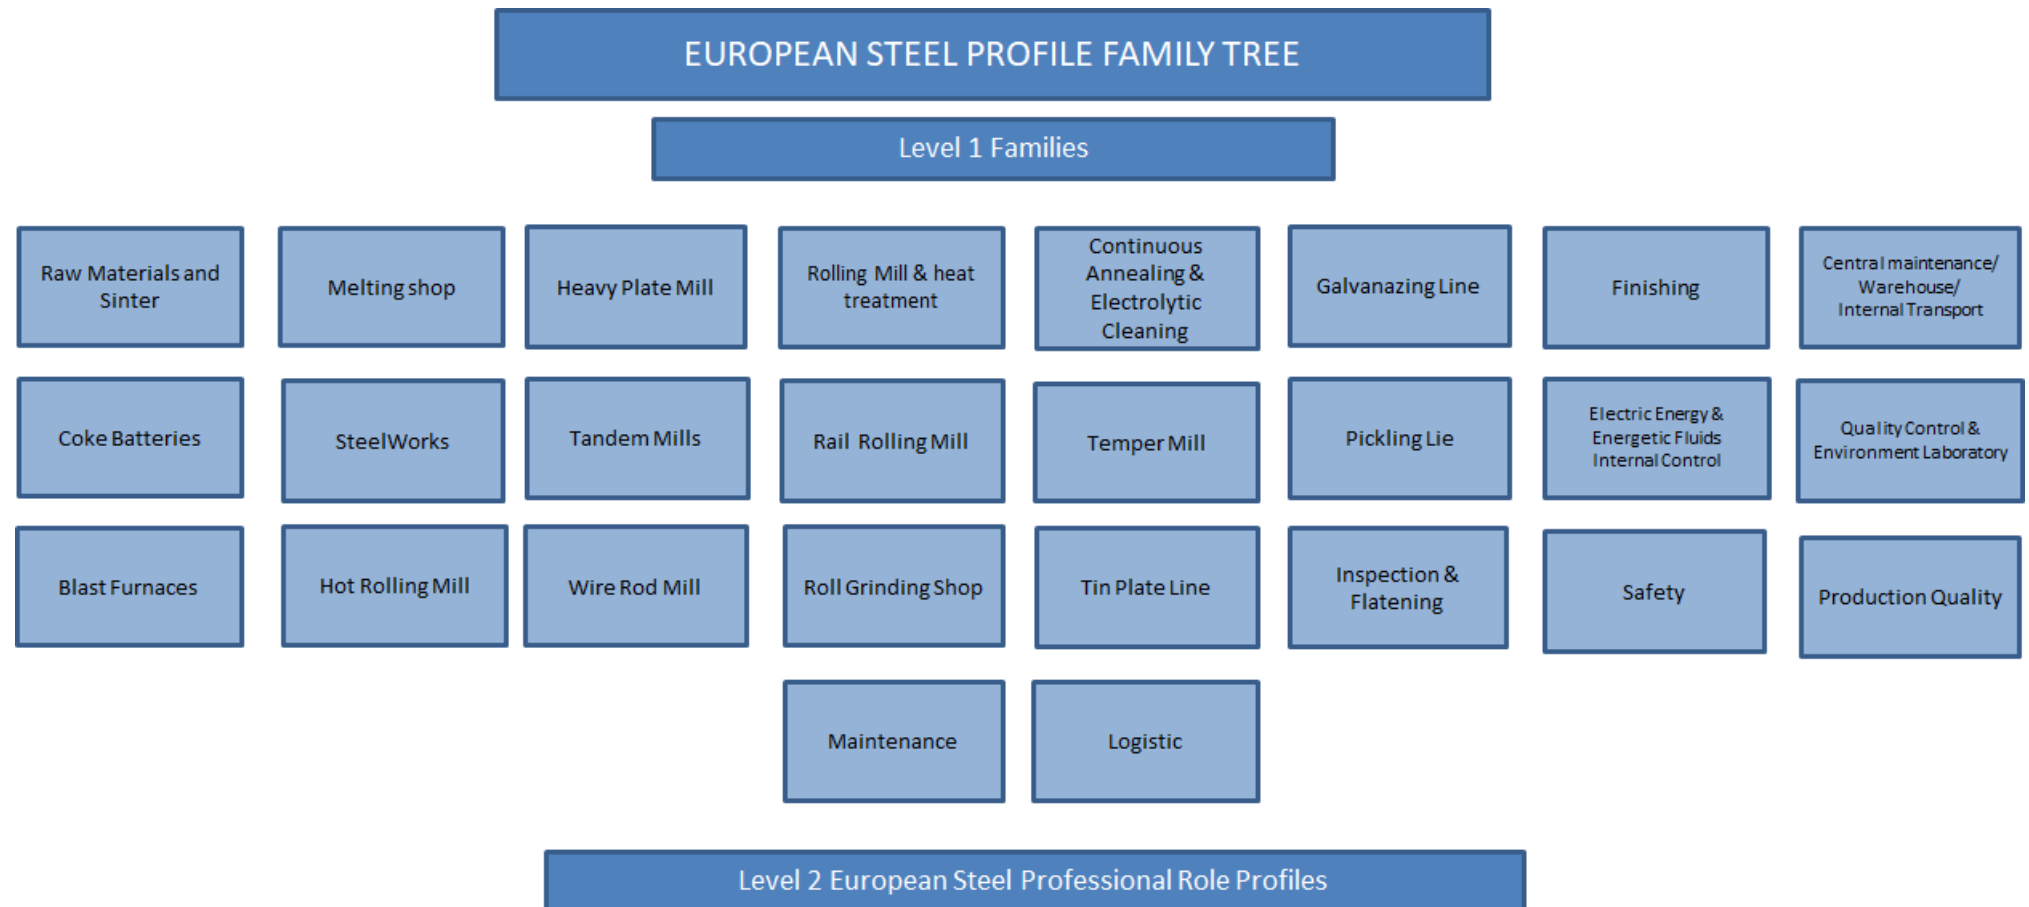 EUROPEAN STEEL PROFILE FAMILY TREE
Level 1 Families
Raw Materials and
Sinter
Melting shop
Heavy Plate Mill
Rolling Mill & heat
treatment
Continuous
Annealing &
Electrolytic
Cleaning
Galvanazing Line
Finishing
Central maintenance/
Warehouse/
Internal Transport
Coke Batteries
SteelWorks
Tandem Mills
Rail Rolling Mill
Temper Mill
Pickling Lie
Electric Energy &
Energetic Fluids
Internal Control
Quality Control &
Environment Laboratory
Blast Furnaces
Hot Rolling Mill
Wire Rod Mill
Roll Grinding Shop
Tin Plate Line
Inspection &
Flatening
Safety
Production Quality
Maintenance
Logistic
Level 2 European Steel Professional Role Profiles